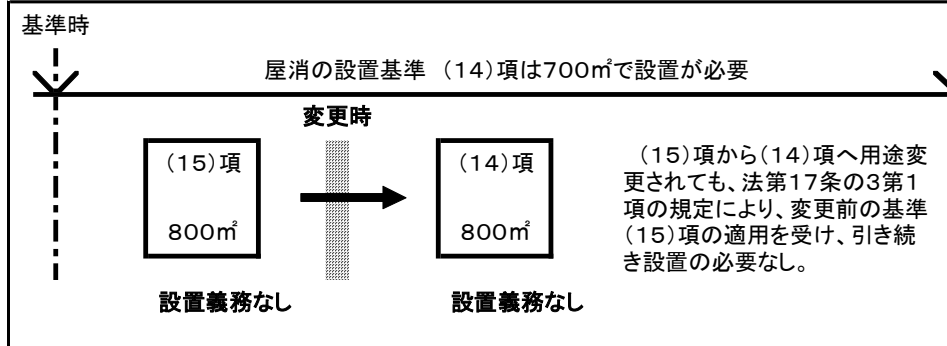 基準時
屋消の設置基準 （14）項は700㎡で設置が必要
変更時
（15）項
800㎡
設置義務なし
（14）項
800㎡
設置義務なし
（15）項から（14）項へ用途変
更されても、法第17条の3第1
項の規定により、変更前の基準
（15）項の適用を受け、引き続
き設置の必要なし。